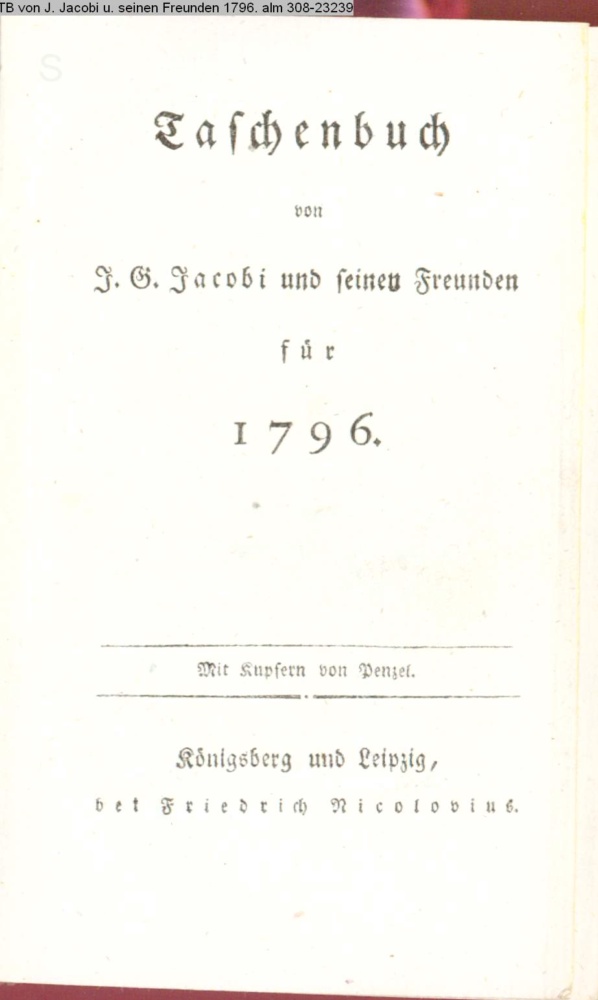 TB von J. Jacobi u. seinen Freunden 1796. alm 308-23239
S
Taschenbuch
von
J. G. Jacobi und seinen Freunden
für
1796.
Mit Kupfern von Penzel.
Königsberg und Leipzig,
bei Friedrich Nicolovius.